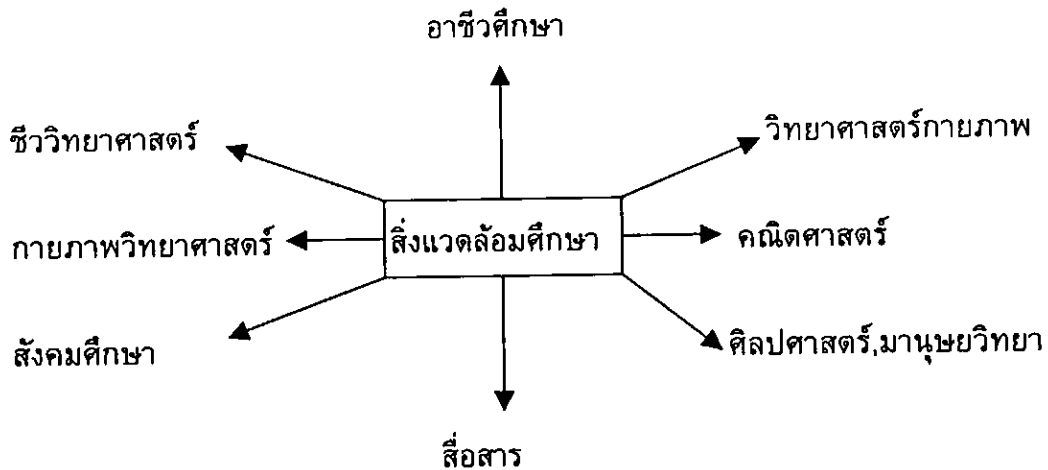 อาชีวศึกษา
ชีววิทยาศาสตร์
วิทยาศาสตร์กายภาพ
กายภาพวิทยาศาสตร์
สิ่งแวดล้อมศึกษา
คณิตศาสตร์
สังคมศึกษา
ศิลปศาสตร์,มานุษยวิทยา
สื่อสาร